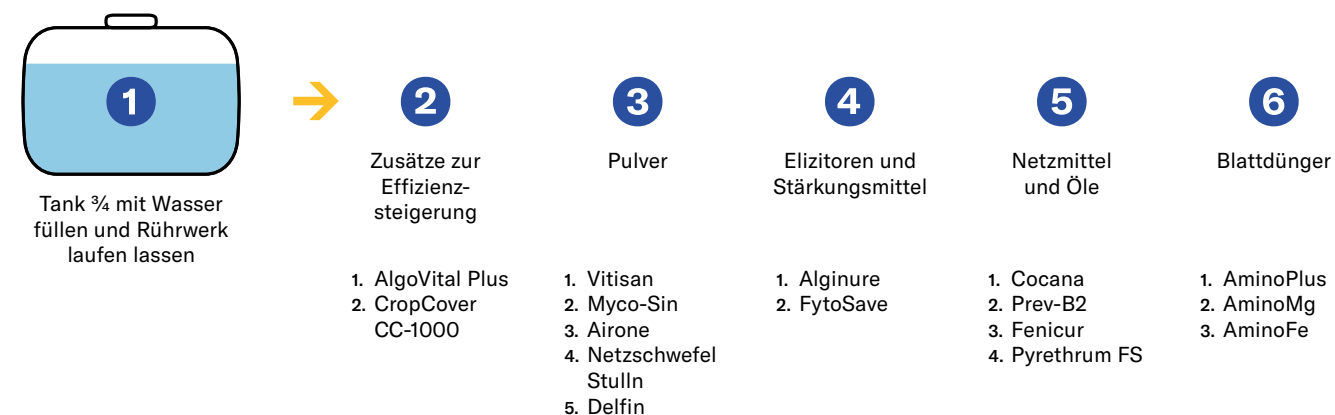 1
Tank ¾ mit Wasser
füllen und Rührwerk
laufen lassen
2
Zusätze zur
Effizienz-
steigerung
1. AlgoVital Plus
2. CropCover
CC-1000
3
Pulver
1. Vitisan
2. Myco-Sin
3. Airone
4. Netzschwefel
Stulln
5. Delfin
4
Elizitoren und
Stärkungsmittel
1. Alginure
2. FytoSave
5
Netzmittel
und Öle
1. Cocana
2. Prev-B2
3. Fenicur
4. Pyrethrum FS
6
Blattdünger
1. AminoPlus
2. AminoMg
3. AminoFe